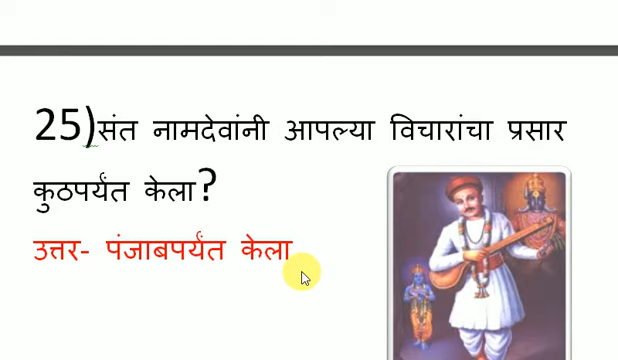 25)संत नामदेवांनी आपल्या विचारांचा प्रसार
कुठपर्यंत केला?
उत्तर- पंजाबपर्यंत केला